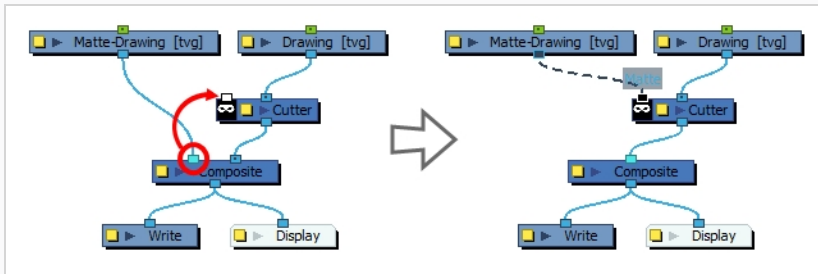 Matte-Drawing [tvg]
Drawing [tvg]
Cutter
Composite
Write
Display
Matte-Drawing [tvg]
Drawing [tvg]
Matte
Cutter
Composite
Write
Display